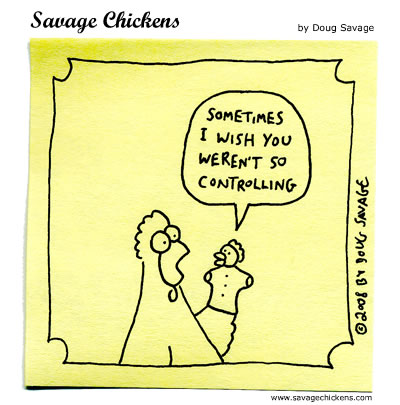 Savage Chickens
by Doug Savage
SOMETIMES
I WISH YOU
WEREN'T SO
CONTROLLING
©2008 BY DOUG SAVAGE
www.savagechickens.com